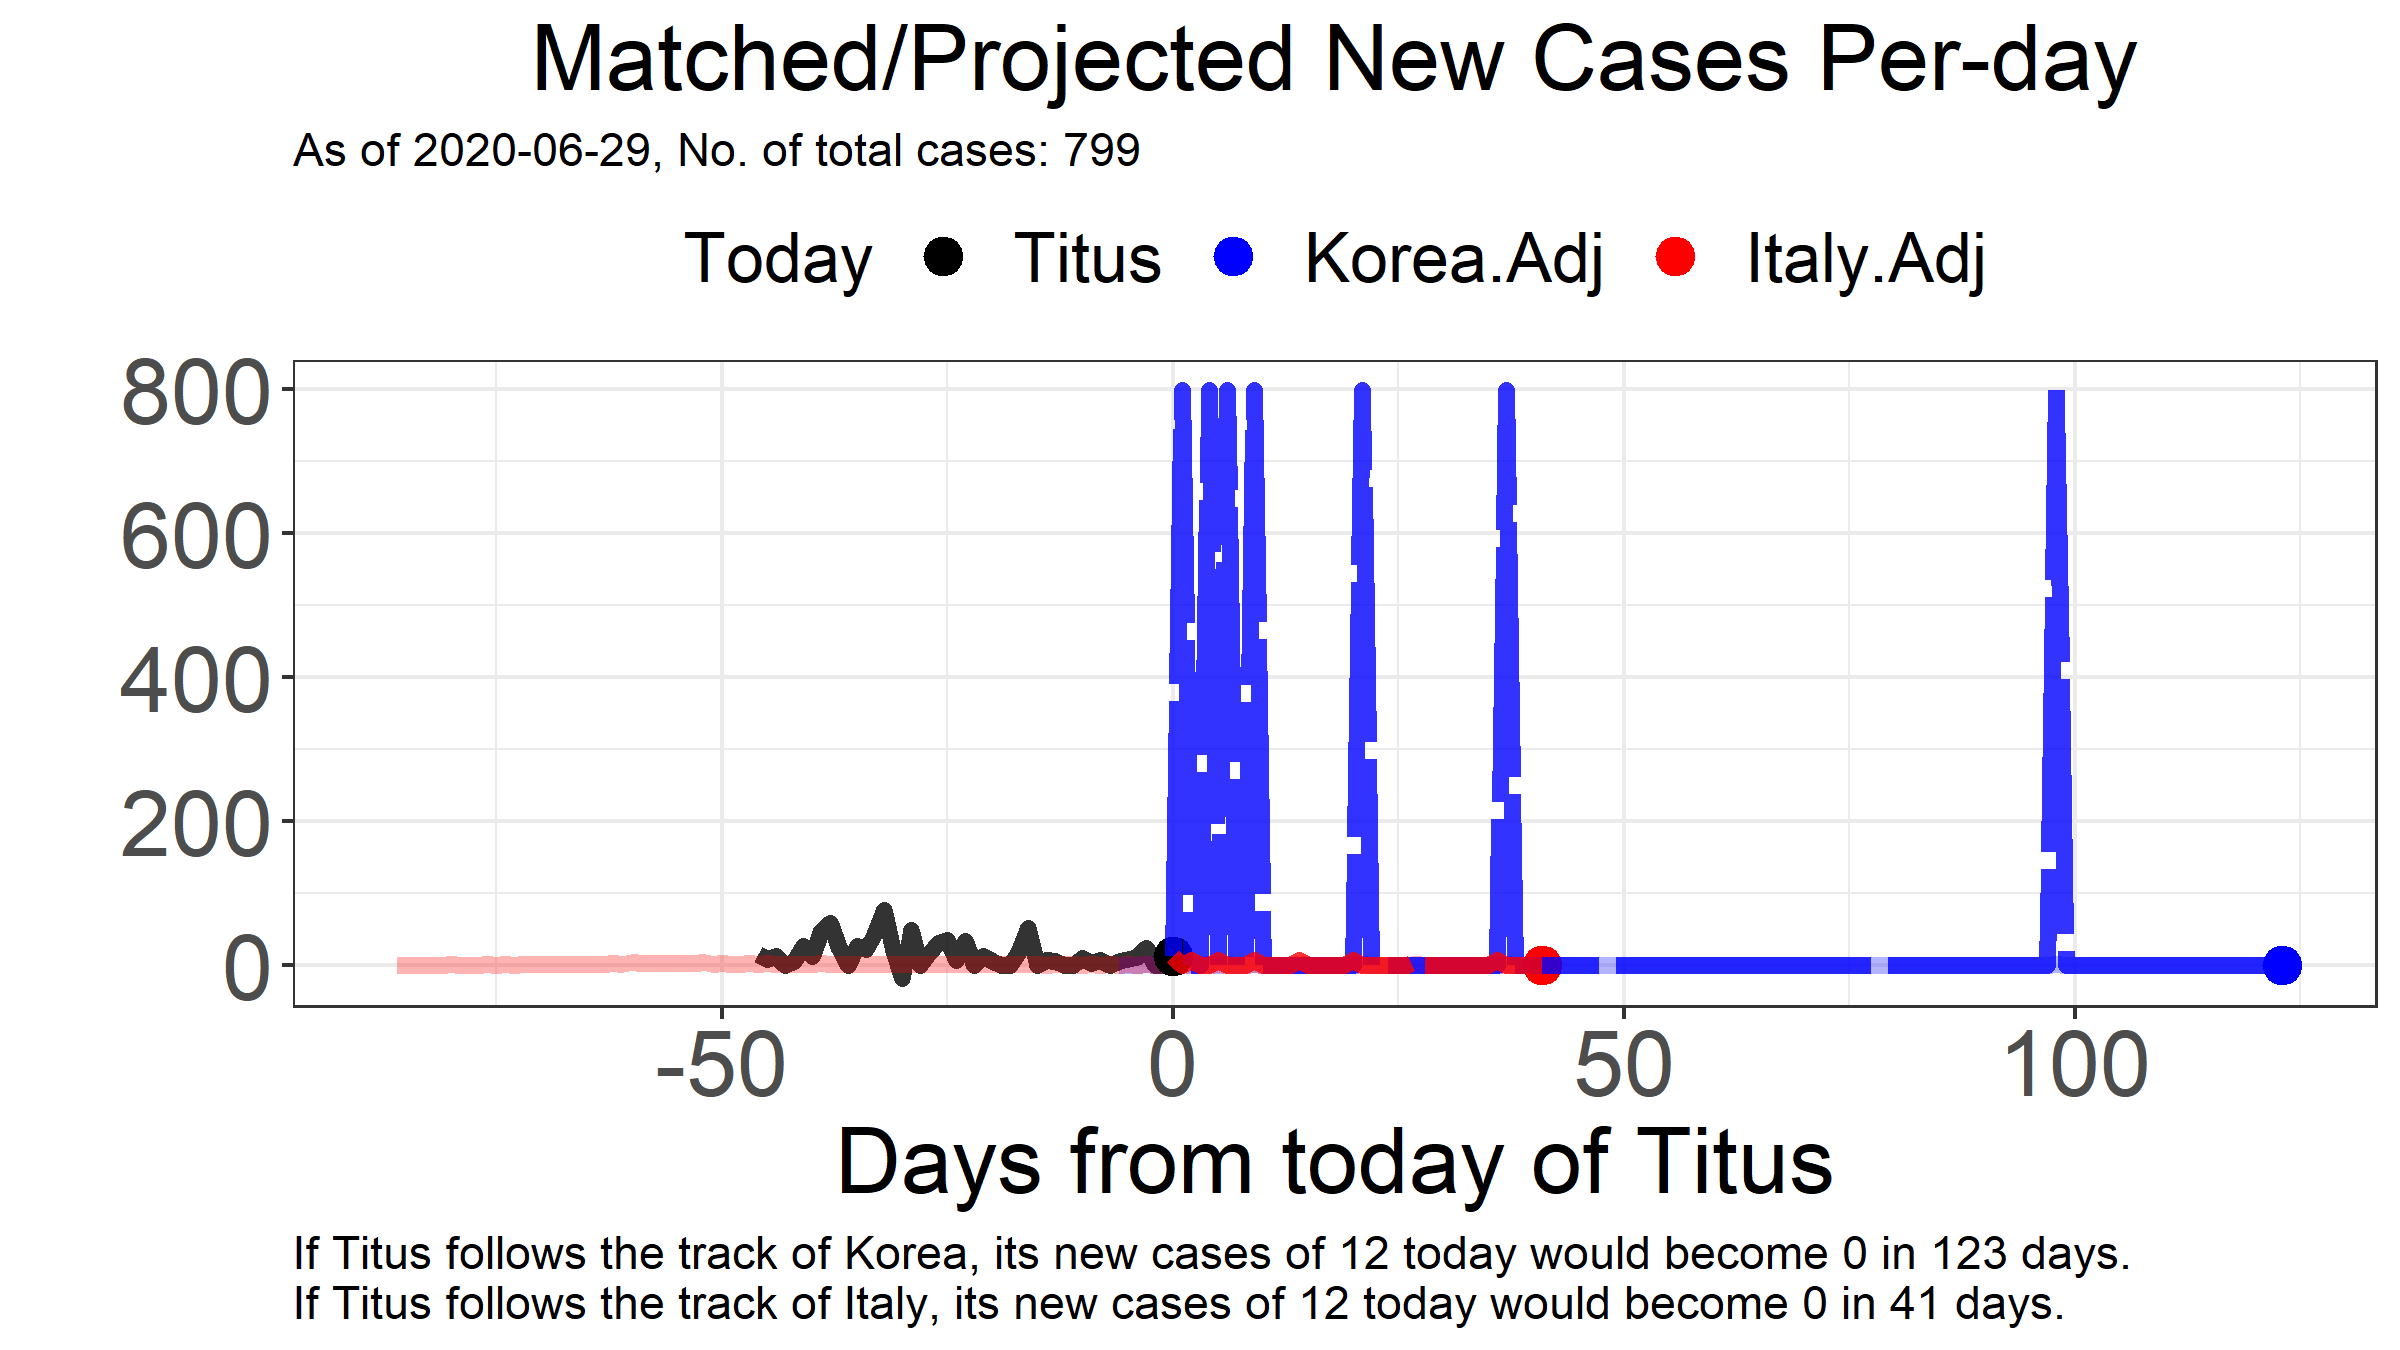 Matched/Projected New Cases Per-day
As of 2020-06-29, No. of total cases: 799
Today Titus Korea.Adj Italy.Adj
800
600
400
200
0
-50 0 50 100
Days from today of Titus
If Titus follows the track of Korea, its new cases of 12 today would become 0 in 123 days.
If Titus follows the track of Italy, its new cases of 12 today would become 0 in 41 days.